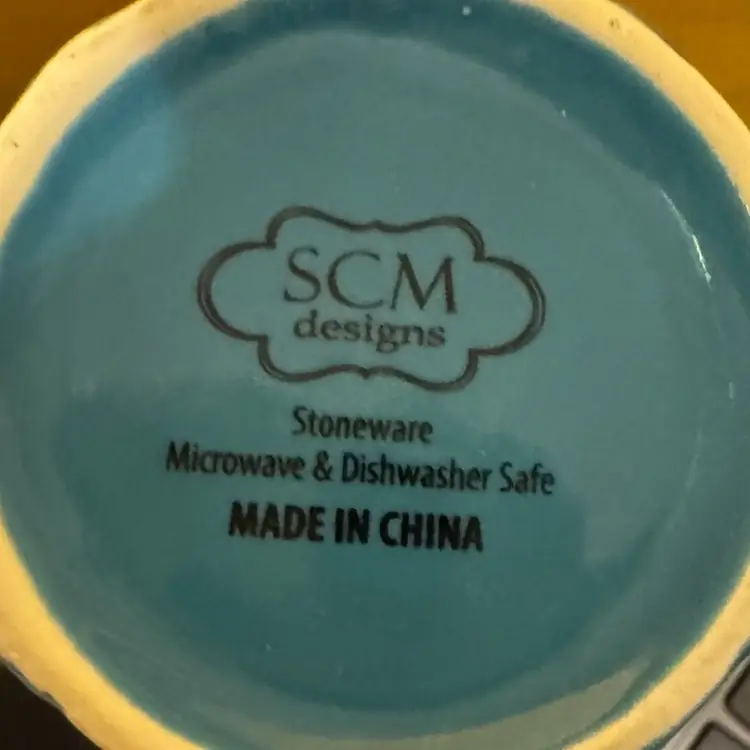 SCM
designs
Stoneware
Microwave & Dishwasher Safe
MADE IN CHINA